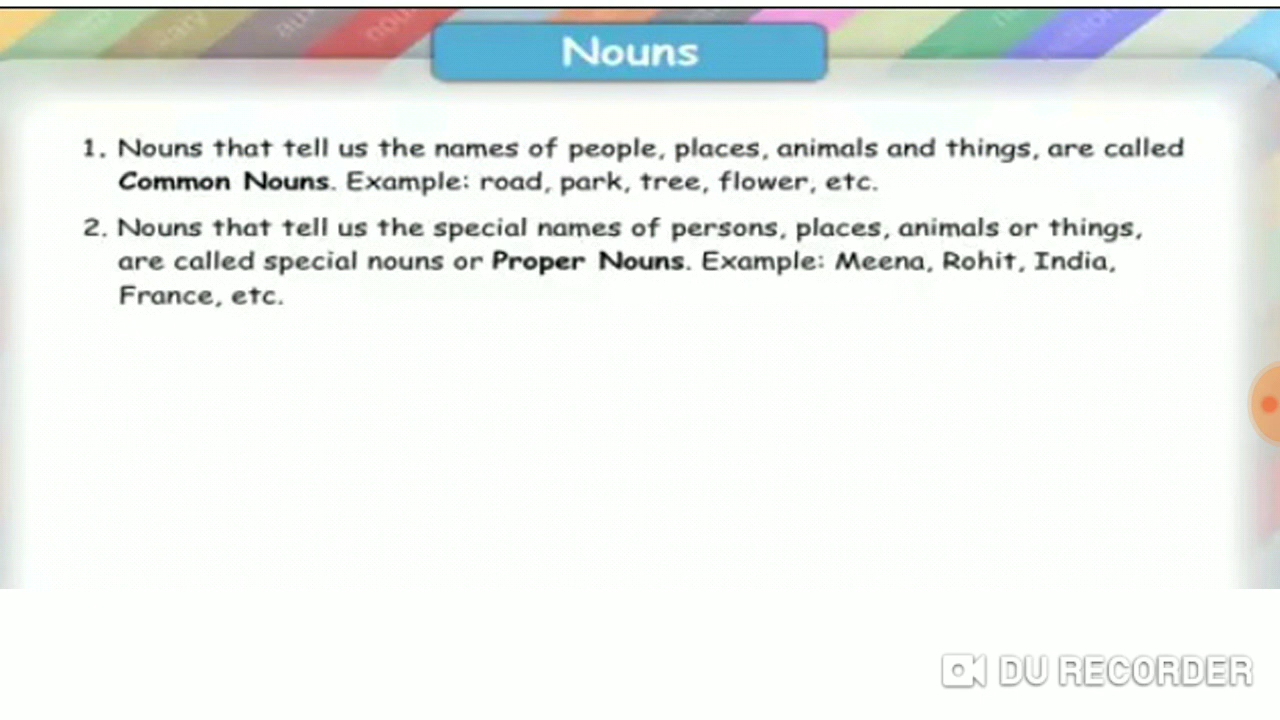 Nouns
1. Nouns that tell us the names of people, places, animals and things, are called
Common Nouns. Example: road, park, tree, flower, etc.
2. Nouns that tell us the special names of persons, places, animals or things,
are called special nouns or Proper Nouns. Example: Meena, Rohit, India,
France, etc.
DU RECORDER